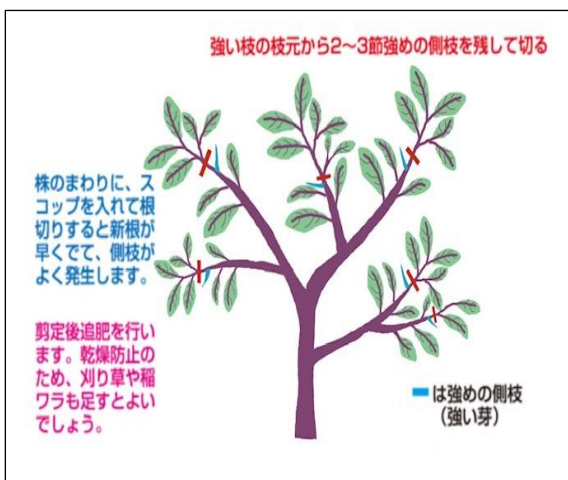 強い枝の枝元から2〜3節強めの側枝を残して切る
株のまわりに、ス
コップを入れて根
切りすると新根が
早くでて、側枝が
よく発生します。
剪定後追肥を行い
ます。乾燥防止の
ため、刈り草や稲
ワラも足すとよい
でしょう。
は強めの側枝
（強い芽）